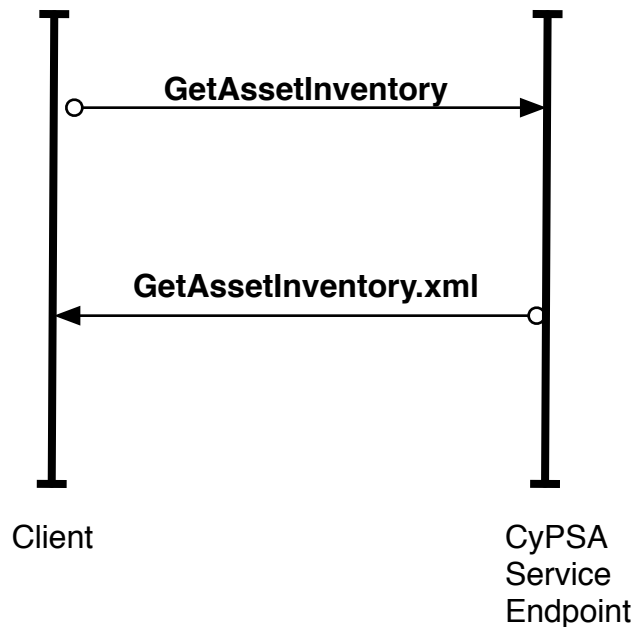 GetAssetInventory
GetAssetInventory.xml
Client
CyPSA
Service
Endpoint